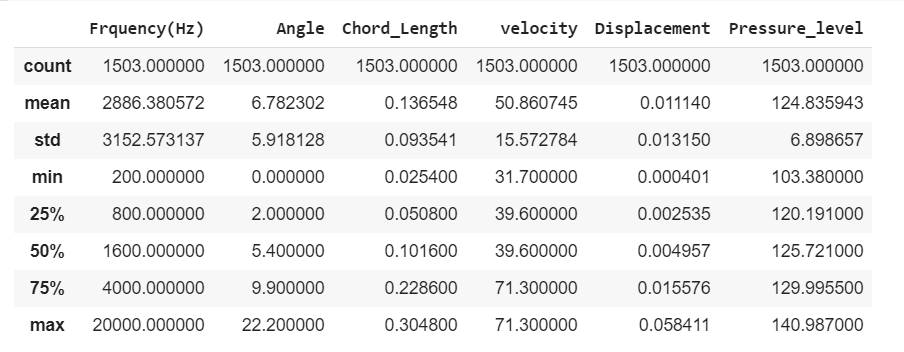 Frquency(Hz) Angle Chord_Length velocity Displacement Pressure_level
count 1503.000000 1503.000000 1503.000000 1503.000000 1503.000000 1503.000000
mean 2886.380572 6.782302 0.136548 50.860745 0.011140 124.835943
std 3152.573137 5.918128 0.093541 15.572784 0.013150 6.898657
min 200.000000 0.000000 0.025400 31.700000 0.000401 103.380000
25% 800.000000 2.000000 0.050800 39.600000 0.002535 120.191000
50% 1600.000000 5.400000 0.101600 39.600000 0.004957 125.721000
75% 4000.000000 9.900000 0.228600 71.300000 0.015576 129.995500
max 20000.000000 22.200000 0.304800 71.300000 0.058411 140.987000